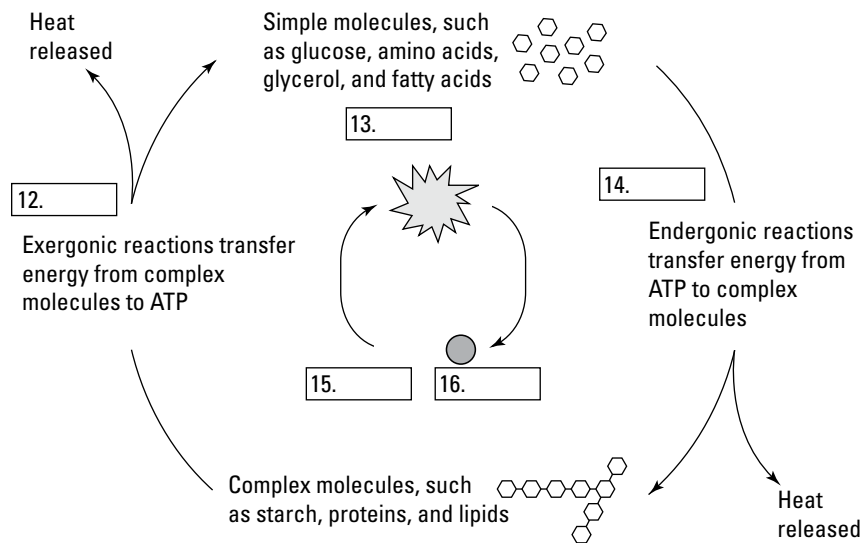 Heat
released
Simple molecules, such
as glucose, amino acids,
glycerol, and fatty acids
13.
12.
14.
Exergonic reactions transfer
energy from complex
molecules to ATP
Endergonic reactions
transfer energy from
ATP to complex
molecules
15.
16.
Complex molecules, such
as starch, proteins, and lipids
Heat
released